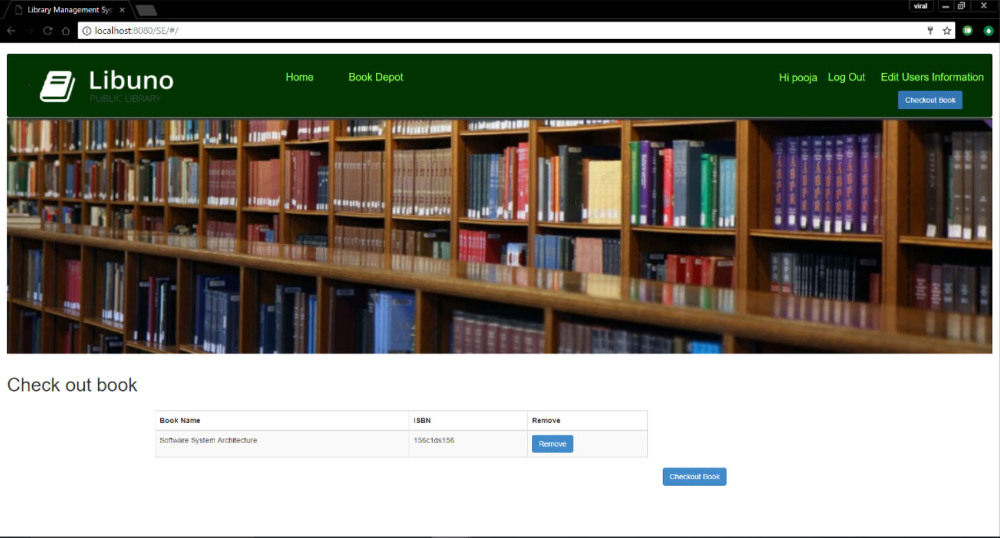 Library Management Sys
viral
localhost:8080/SE/#/
Libuno
PUBLIC LIBRARY
Home
Book Depot
Hi pooja
Log Out
Edit Users Information
Checkout Book
Check out book
Book Name ISBN Remove
Software System Architecture 156c1ds156 Remove
Checkout Book